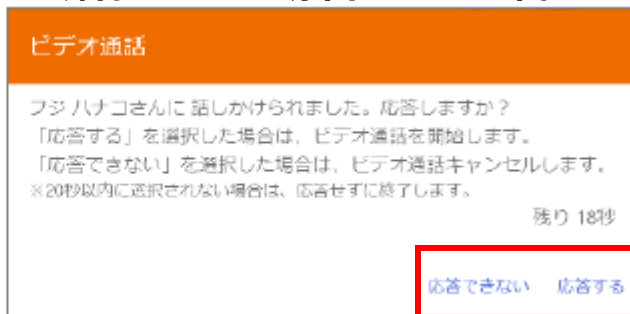 ビデオ通話
フジ ハナコさんに 話しかけられました。応答しますか？
「応答する」を選択した場合は、ビデオ通話を開始します。
「応答できない」を選択した場合は、ビデオ通話キャンセルします。
※20秒以内に選択されない場合は、応答せずに終了します。
残り 18秒
応答できない 応答する